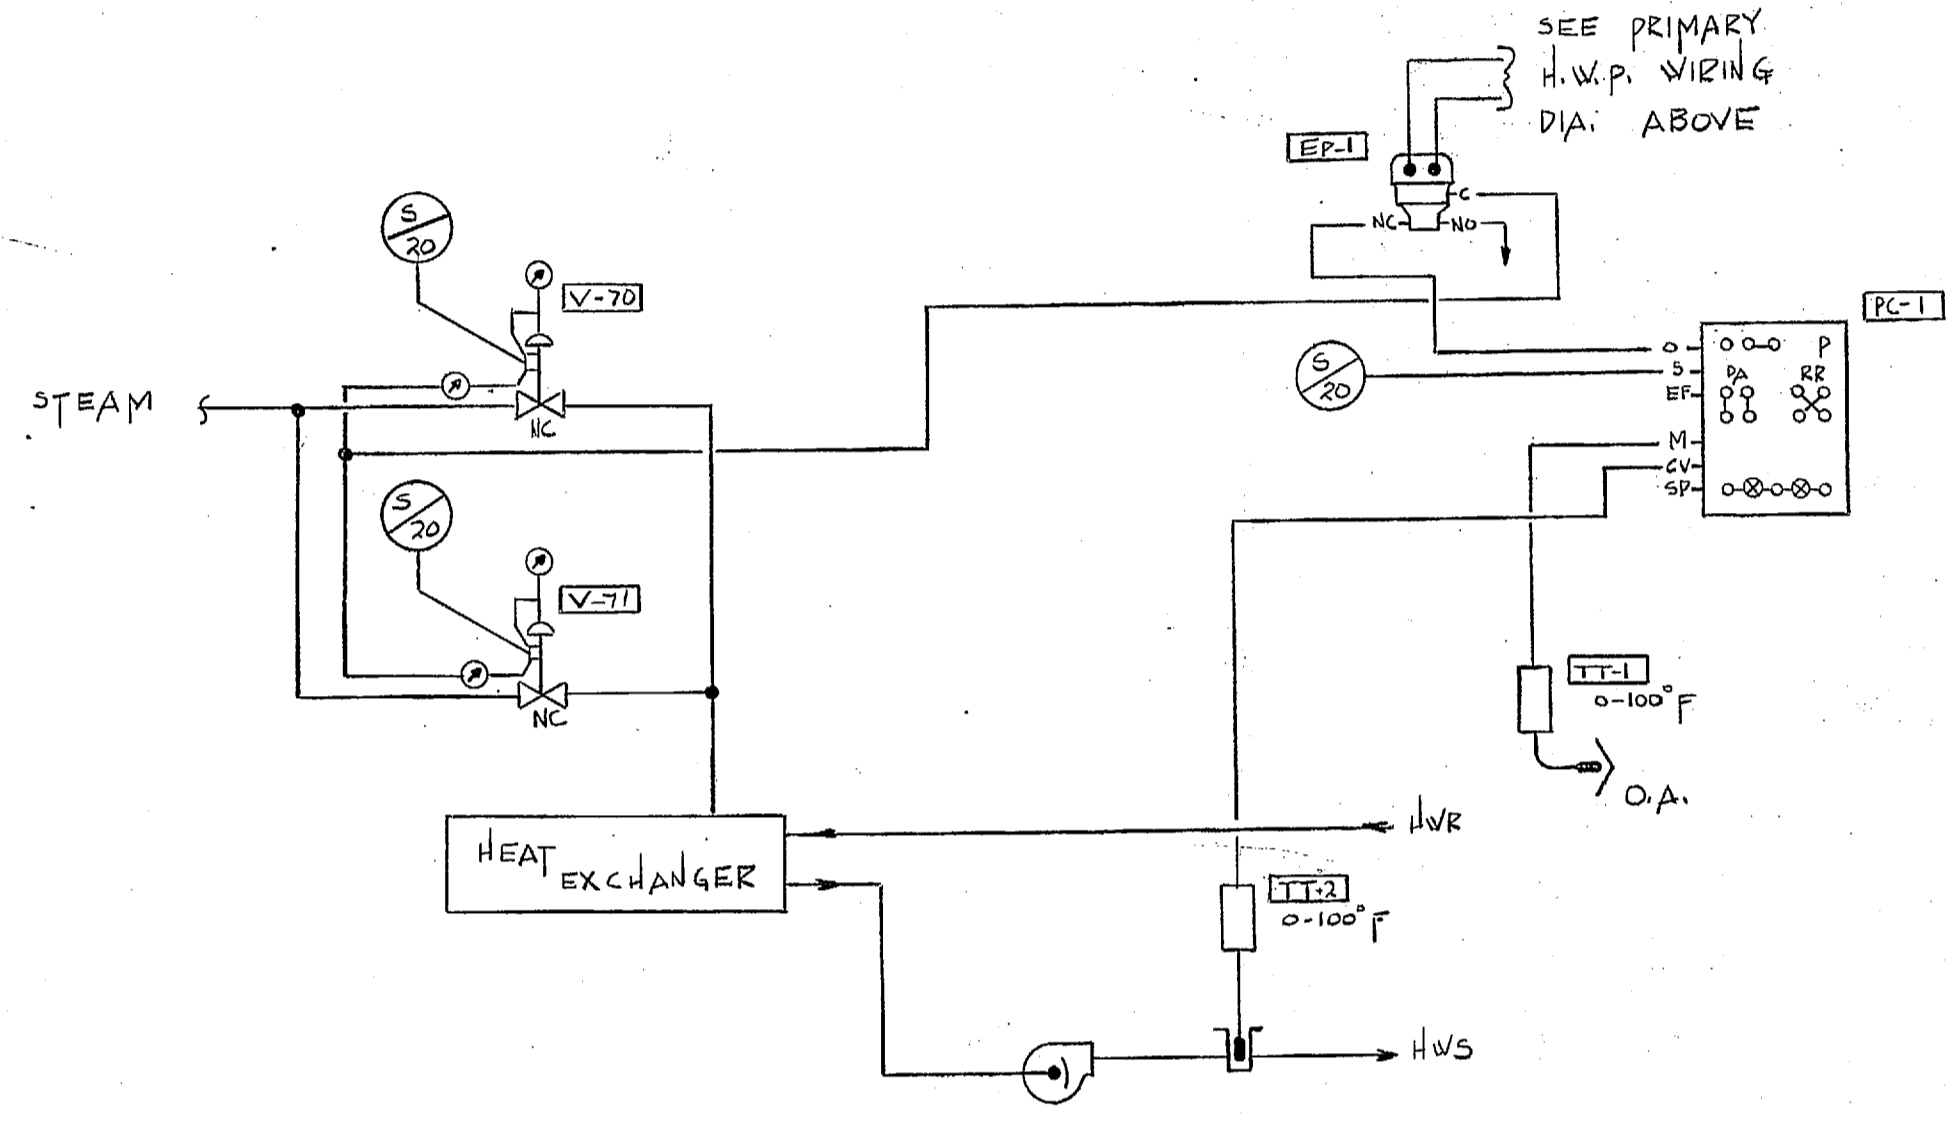 SEE PRIMARY
H.W.P. WIRING
DIA. ABOVE
EP-1
C
NC
NO
S
20
V-70
PC-1
O
P
S
20
S
DA
RR
EF
STEAM
NC
M
CV
SP
S
20
V-71
NC
TT-1
0-100°F
O.A.
HWR
HEAT
EXCHANGER
TT-2
0-100°F
HWS